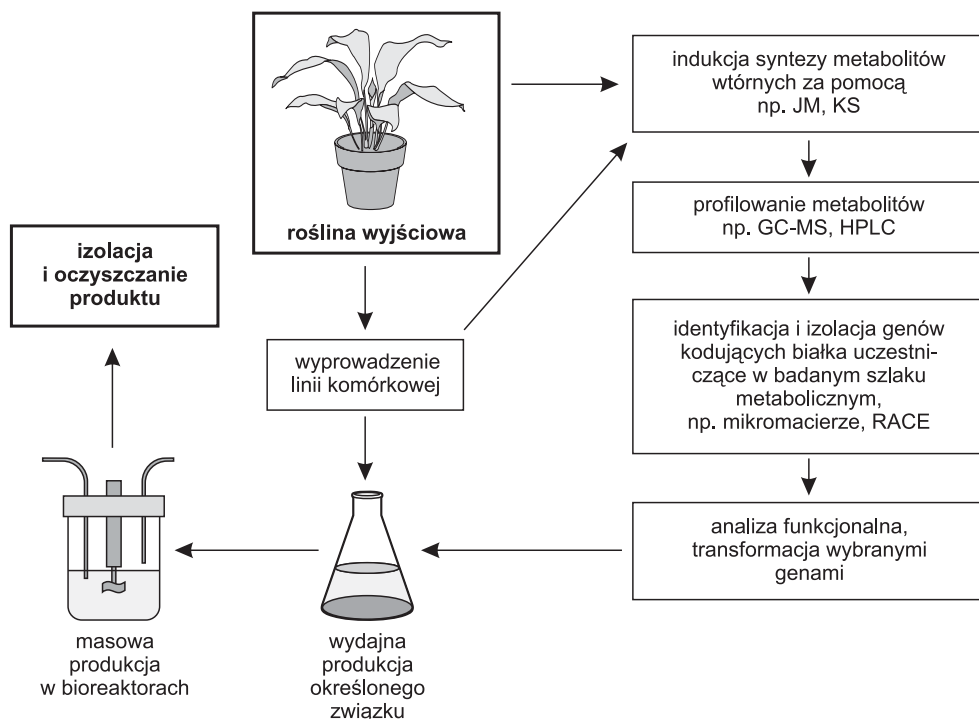 roślina wyjściowa
indukcja syntezy metabolitów
wtórnych za pomocą
np. JM, KS
profilowanie metabolitów
np. GC-MS, HPLC
identyfikacja i izolacja genów
kodujących białka uczestni-
czące w badanym szlaku
metabolicznym,
np. mikromacierze, RACE
analiza funkcjonalna,
transformacja wybranymi
genami
wyprowadzenie
linii komórkowej
wydajna
produkcja
określonego
związku
masowa
produkcja
w bioreaktorach
izolacja
i oczyszczanie
produktu